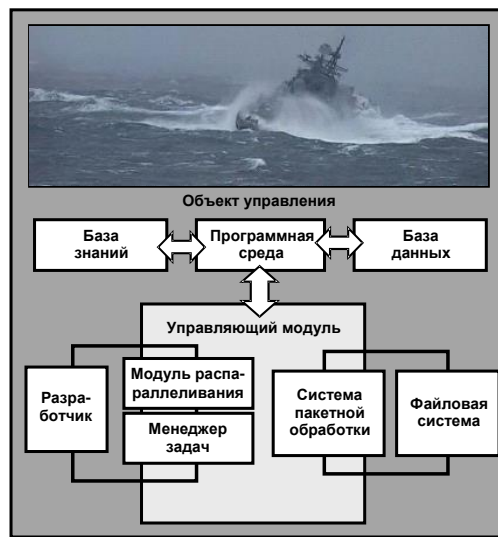 Объект управления
База
знаний
Программная
среда
База
данных
Управляющий модуль
Разра-
ботчик
Модуль распа-
раллеливания
Менеджер
задач
Система
пакетной
обработки
Файловая
система